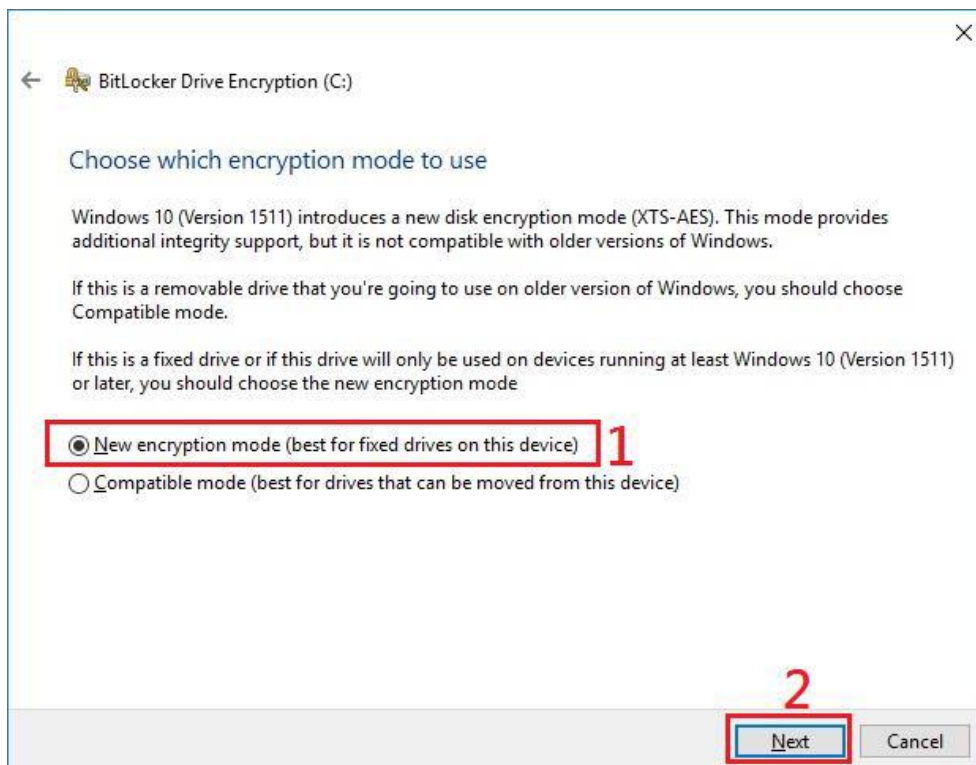 BitLocker Drive Encryption (C:)
Choose which encryption mode to use
Windows 10 (Version 1511) introduces a new disk encryption mode (XTS-AES). This mode provides
additional integrity support, but it is not compatible with older versions of Windows.
If this is a removable drive that you're going to use on older version of Windows, you should choose
Compatible mode.
If this is a fixed drive or if this drive will only be used on devices running at least Windows 10 (Version 1511)
or later, you should choose the new encryption mode
New encryption mode (best for fixed drives on this device) 1
Compatible mode (best for drives that can be moved from this device)
2
Next Cancel